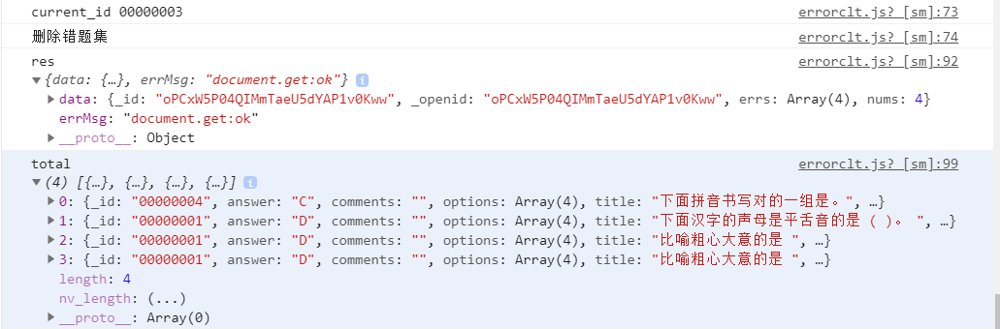 current_id 00000003 errorclt.js? [sm]:73
删除错题集 errorclt.js? [sm]:74
res errorclt.js? [sm]:92
▼{data: {…}, errMsg: "document.get:ok"} i
▶data: {_id: "oPCxW5P04QIMmTaeU5dYAP1v0Kww", _openid: "oPCxW5P04QIMmTaeU5dYAP1v0Kww", errs: Array(4), nums: 4}
errMsg: "document.get:ok"
▶__proto__: Object
total errorclt.js? [sm]:99
▼(4) [{…}, {…}, {…}, {…}] i
▶0: {_id: "00000004", answer: "C", comments: "", options: Array(4), title: "下面拼音书写对的一组是。", …}
▶1: {_id: "00000001", answer: "D", comments: "", options: Array(4), title: "下面汉字的声母是平舌音的是 ( )。 ", …}
▶2: {_id: "00000001", answer: "D", comments: "", options: Array(4), title: "比喻粗心大意的是 ", …}
▶3: {_id: "00000001", answer: "D", comments: "", options: Array(4), title: "比喻粗心大意的是 ", …}
length: 4
nv_length: (...)
▶__proto__: Array(0)